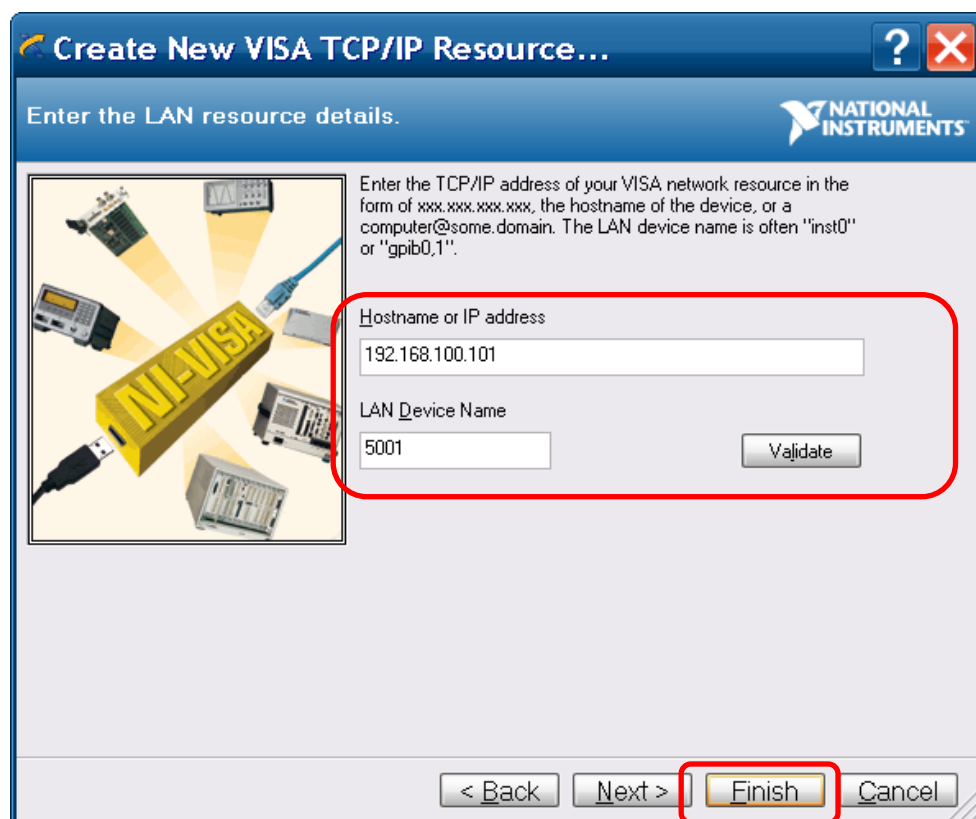 Create New VISA TCP/IP Resource...
?
Enter the LAN resource details.
NATIONAL
INSTRUMENTS
Enter the TCP/IP address of your VISA network resource in the
form of xxx.xxx.xxx.xxx, the hostname of the device, or a
computer@some.domain. The LAN device name is often "inst0"
or "gpib0,1".
NI-VISA
Hostname or IP address
192.168.100.101
LAN Device Name
5001
Validate
< Back
Next >
Finish
Cancel